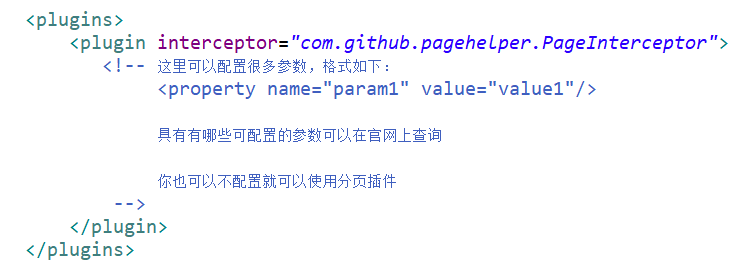 <plugins>
<plugin interceptor="com.github.pagehelper.PageInterceptor">
<!-- 这里可以配置很多参数，格式如下：
<property name="param1" value="value1"/>
具有有哪些可配置的参数可以在官网上查询
你也可以不配置就可以使用分页插件
-->
</plugin>
</plugins>